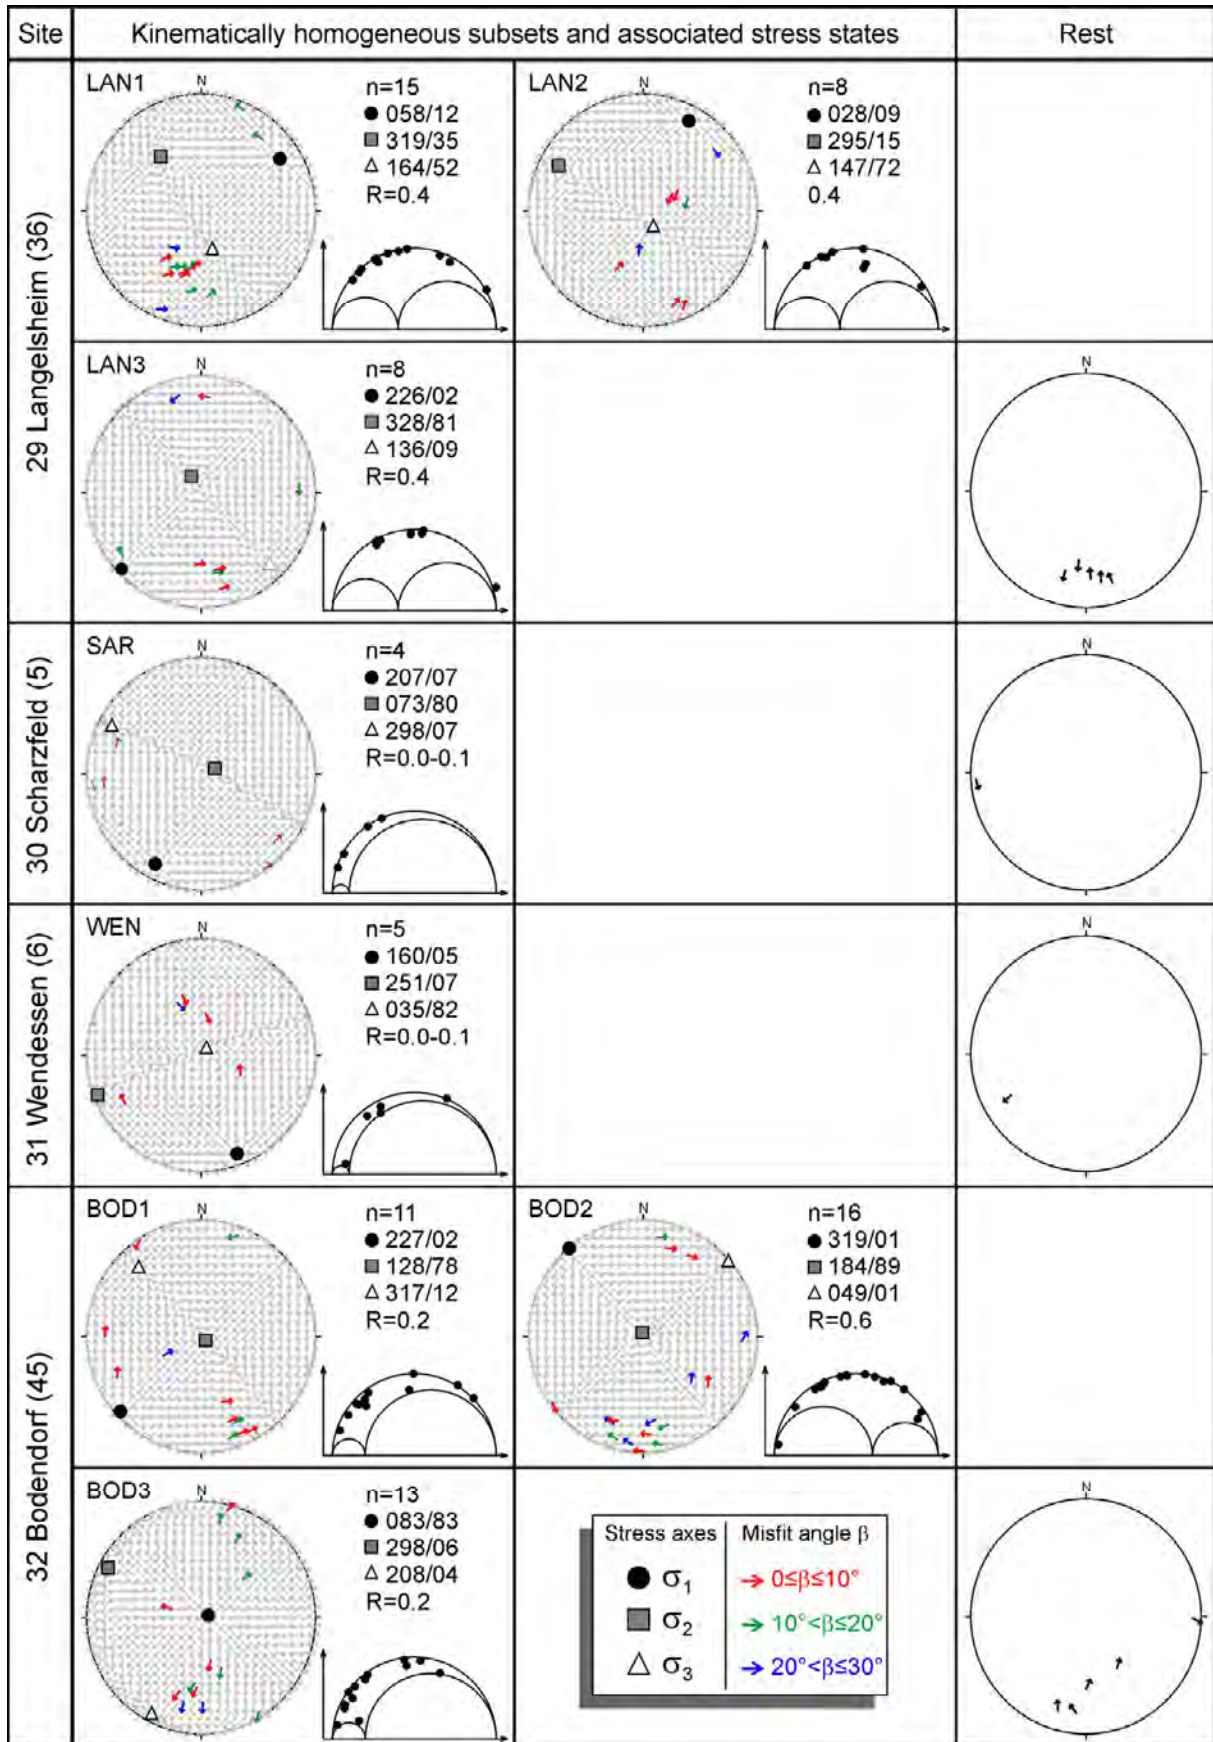 Site
Kinematically homogeneous subsets and associated stress states
Rest
29 Langelsheim (36)
LAN1
N
n=15
058/12
319/35
164/52
R=0.4
LAN2
N
n=8
028/09
295/15
147/72
0.4
LAN3
N
n=8
226/02
328/81
136/09
R=0.4
N
30 Scharzfeld (5)
SAR
N
n=4
207/07
073/80
298/07
R=0.0-0.1
N
31 Wendessen (6)
WEN
N
n=5
160/05
251/07
035/82
R=0.0-0.1
N
32 Bodendorf (45)
BOD1
N
n=11
227/02
128/78
317/12
R=0.2
BOD2
N
n=16
319/01
184/89
049/01
R=0.6
BOD3
N
n=13
083/83
298/06
208/04
R=0.2
Stress axes
σ1
σ2
σ3
Misfit angle β
0≤β≤10°
10°<β≤20°
20°<β≤30°
N